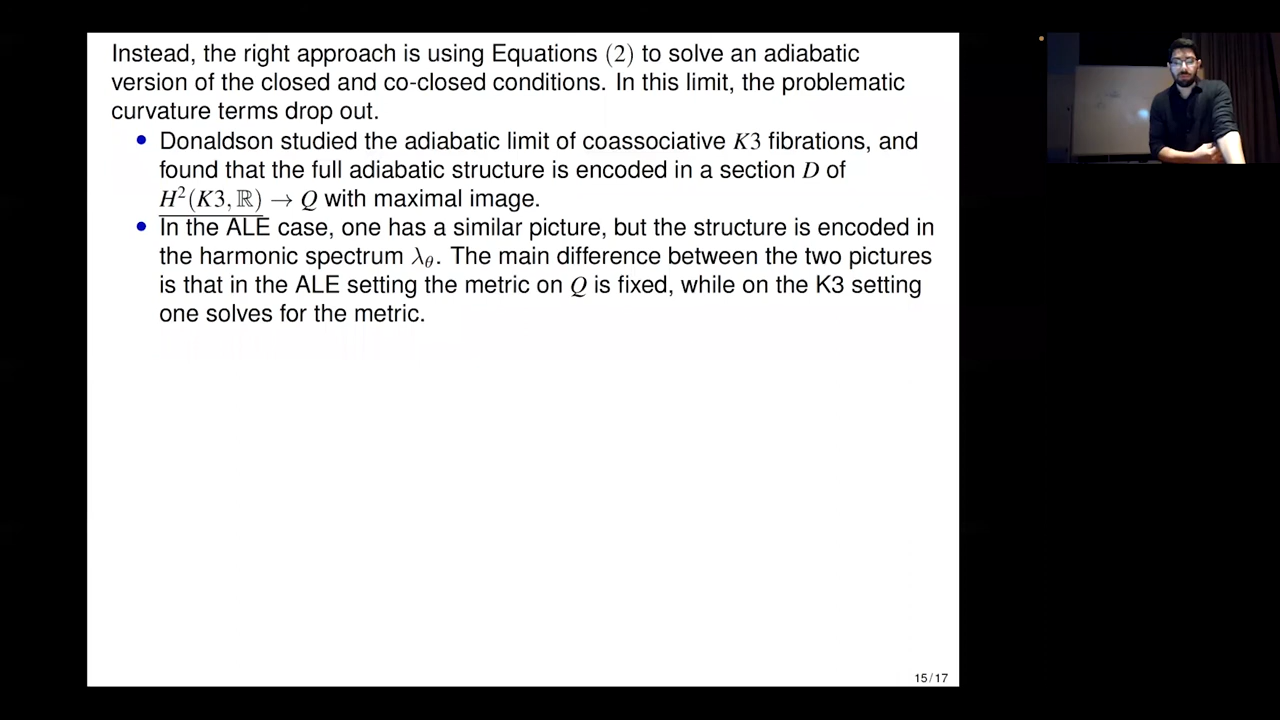 Instead, the right approach is using Equations (2) to solve an adiabatic
version of the closed and co-closed conditions. In this limit, the problematic
curvature terms drop out.
• Donaldson studied the adiabatic limit of coassociative K3 fibrations, and
found that the full adiabatic structure is encoded in a section D of
H²(K3, ℝ) → Q with maximal image.
• In the ALE case, one has a similar picture, but the structure is encoded in
the harmonic spectrum λ_θ. The main difference between the two pictures
is that in the ALE setting the metric on Q is fixed, while on the K3 setting
one solves for the metric.
15 / 17